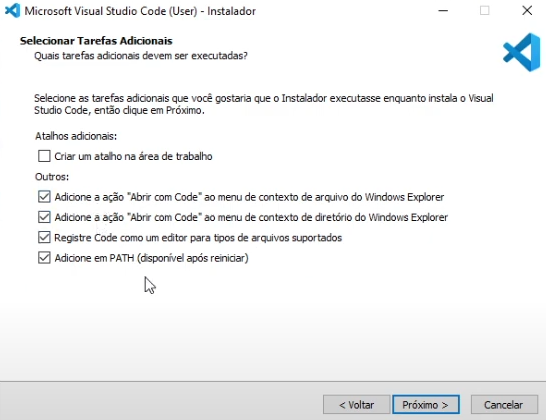 Microsoft Visual Studio Code (User) - Instalador
Selecionar Tarefas Adicionais
Quais tarefas adicionais devem ser executadas?
Selecione as tarefas adicionais que você gostaria que o Instalador executasse enquanto instala o Visual
Studio Code, então clique em Próximo.
Atalhos adicionais:
Criar um atalho na área de trabalho
Outros:
Adicione a ação "Abrir com Code" ao menu de contexto de arquivo do Windows Explorer
Adicione a ação "Abrir com Code" ao menu de contexto de diretório do Windows Explorer
Registre Code como um editor para tipos de arquivos suportados
Adicione em PATH (disponível após reiniciar)
< Voltar Próximo > Cancelar